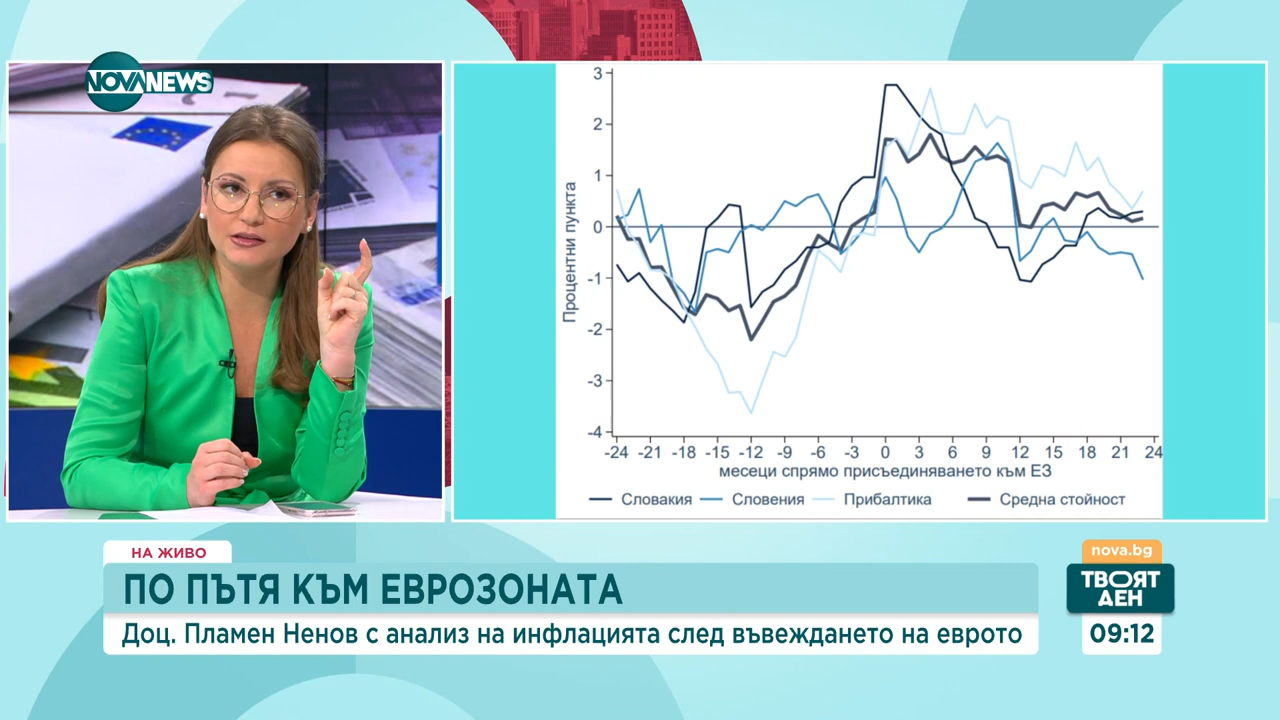 NOVANEWS
3
2
1
0
-1
-2
-3
-4
Процентни пункта
-24 -21 -18 -15 -12 -9 -6 -3 0 3 6 9 12 15 18 21 24
месеци спрямо присъединяването към ЕЗ
Словакия Словения Прибалтика Средна стойност
НА ЖИВО
ПО ПЪТЯ КЪМ ЕВРОЗОНАТА
Доц. Пламен Ненов с анализ на инфлацията след въвеждането на еврото
nova.bg
ТВОЯТ
ДЕН
09:12